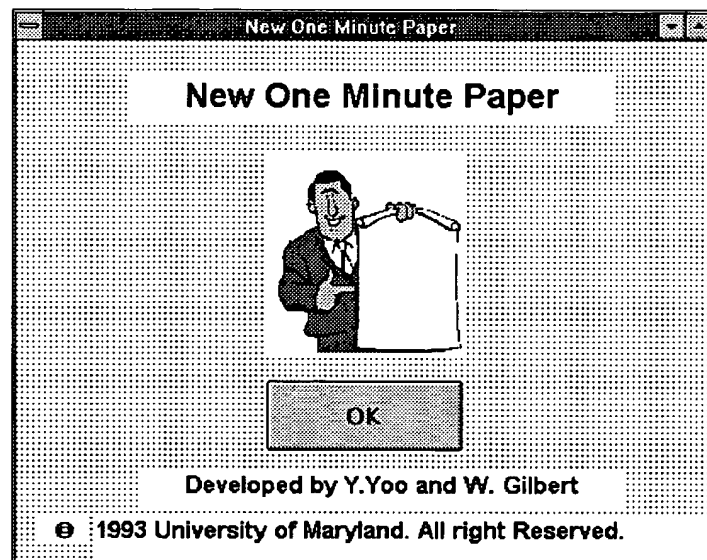 New One Minute Paper
New One Minute Paper
OK
Developed by Y.Yoo and W. Gilbert
© 1993 University of Maryland. All right Reserved.